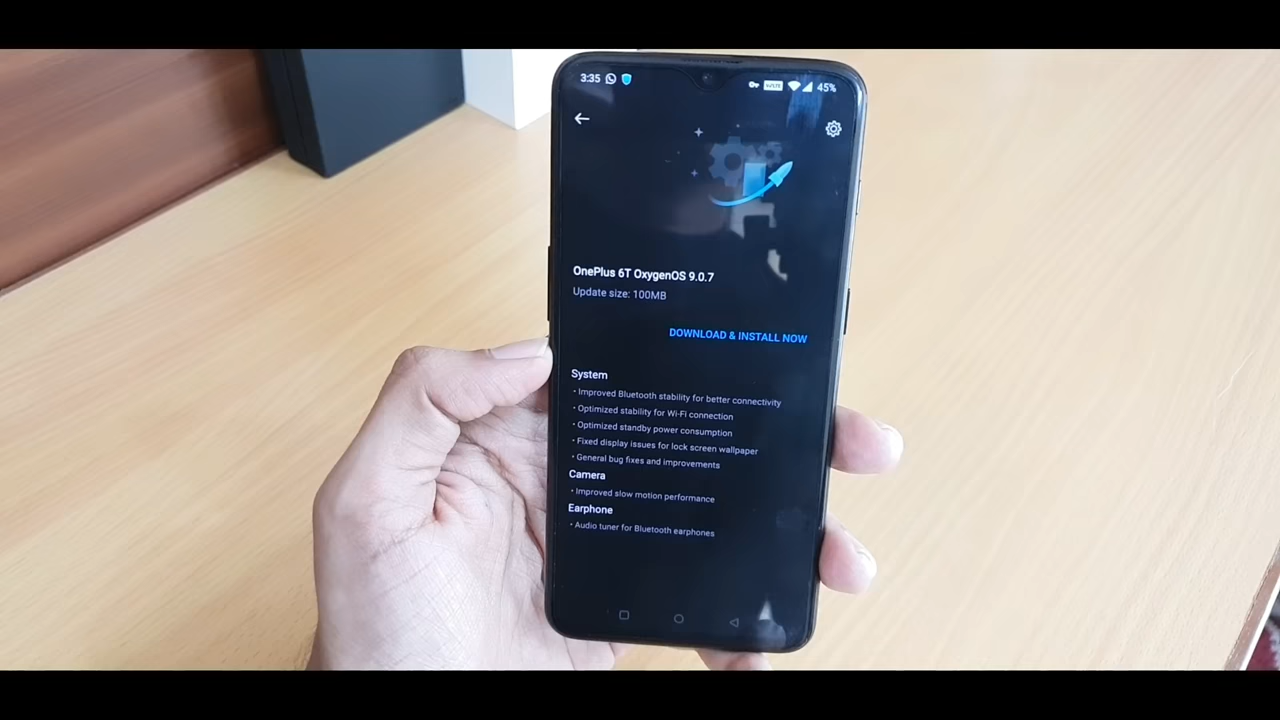 3:35
VoLTE
45%
OnePlus 6T OxygenOS 9.0.7
Update size: 100MB
DOWNLOAD & INSTALL NOW
System
• Improved Bluetooth stability for better connectivity
• Optimized stability for Wi-Fi connection
• Optimized standby power consumption
• Fixed display issues for lock screen wallpaper
• General bug fixes and improvements
Camera
• Improved slow motion performance
Earphone
• Audio tuner for Bluetooth earphones